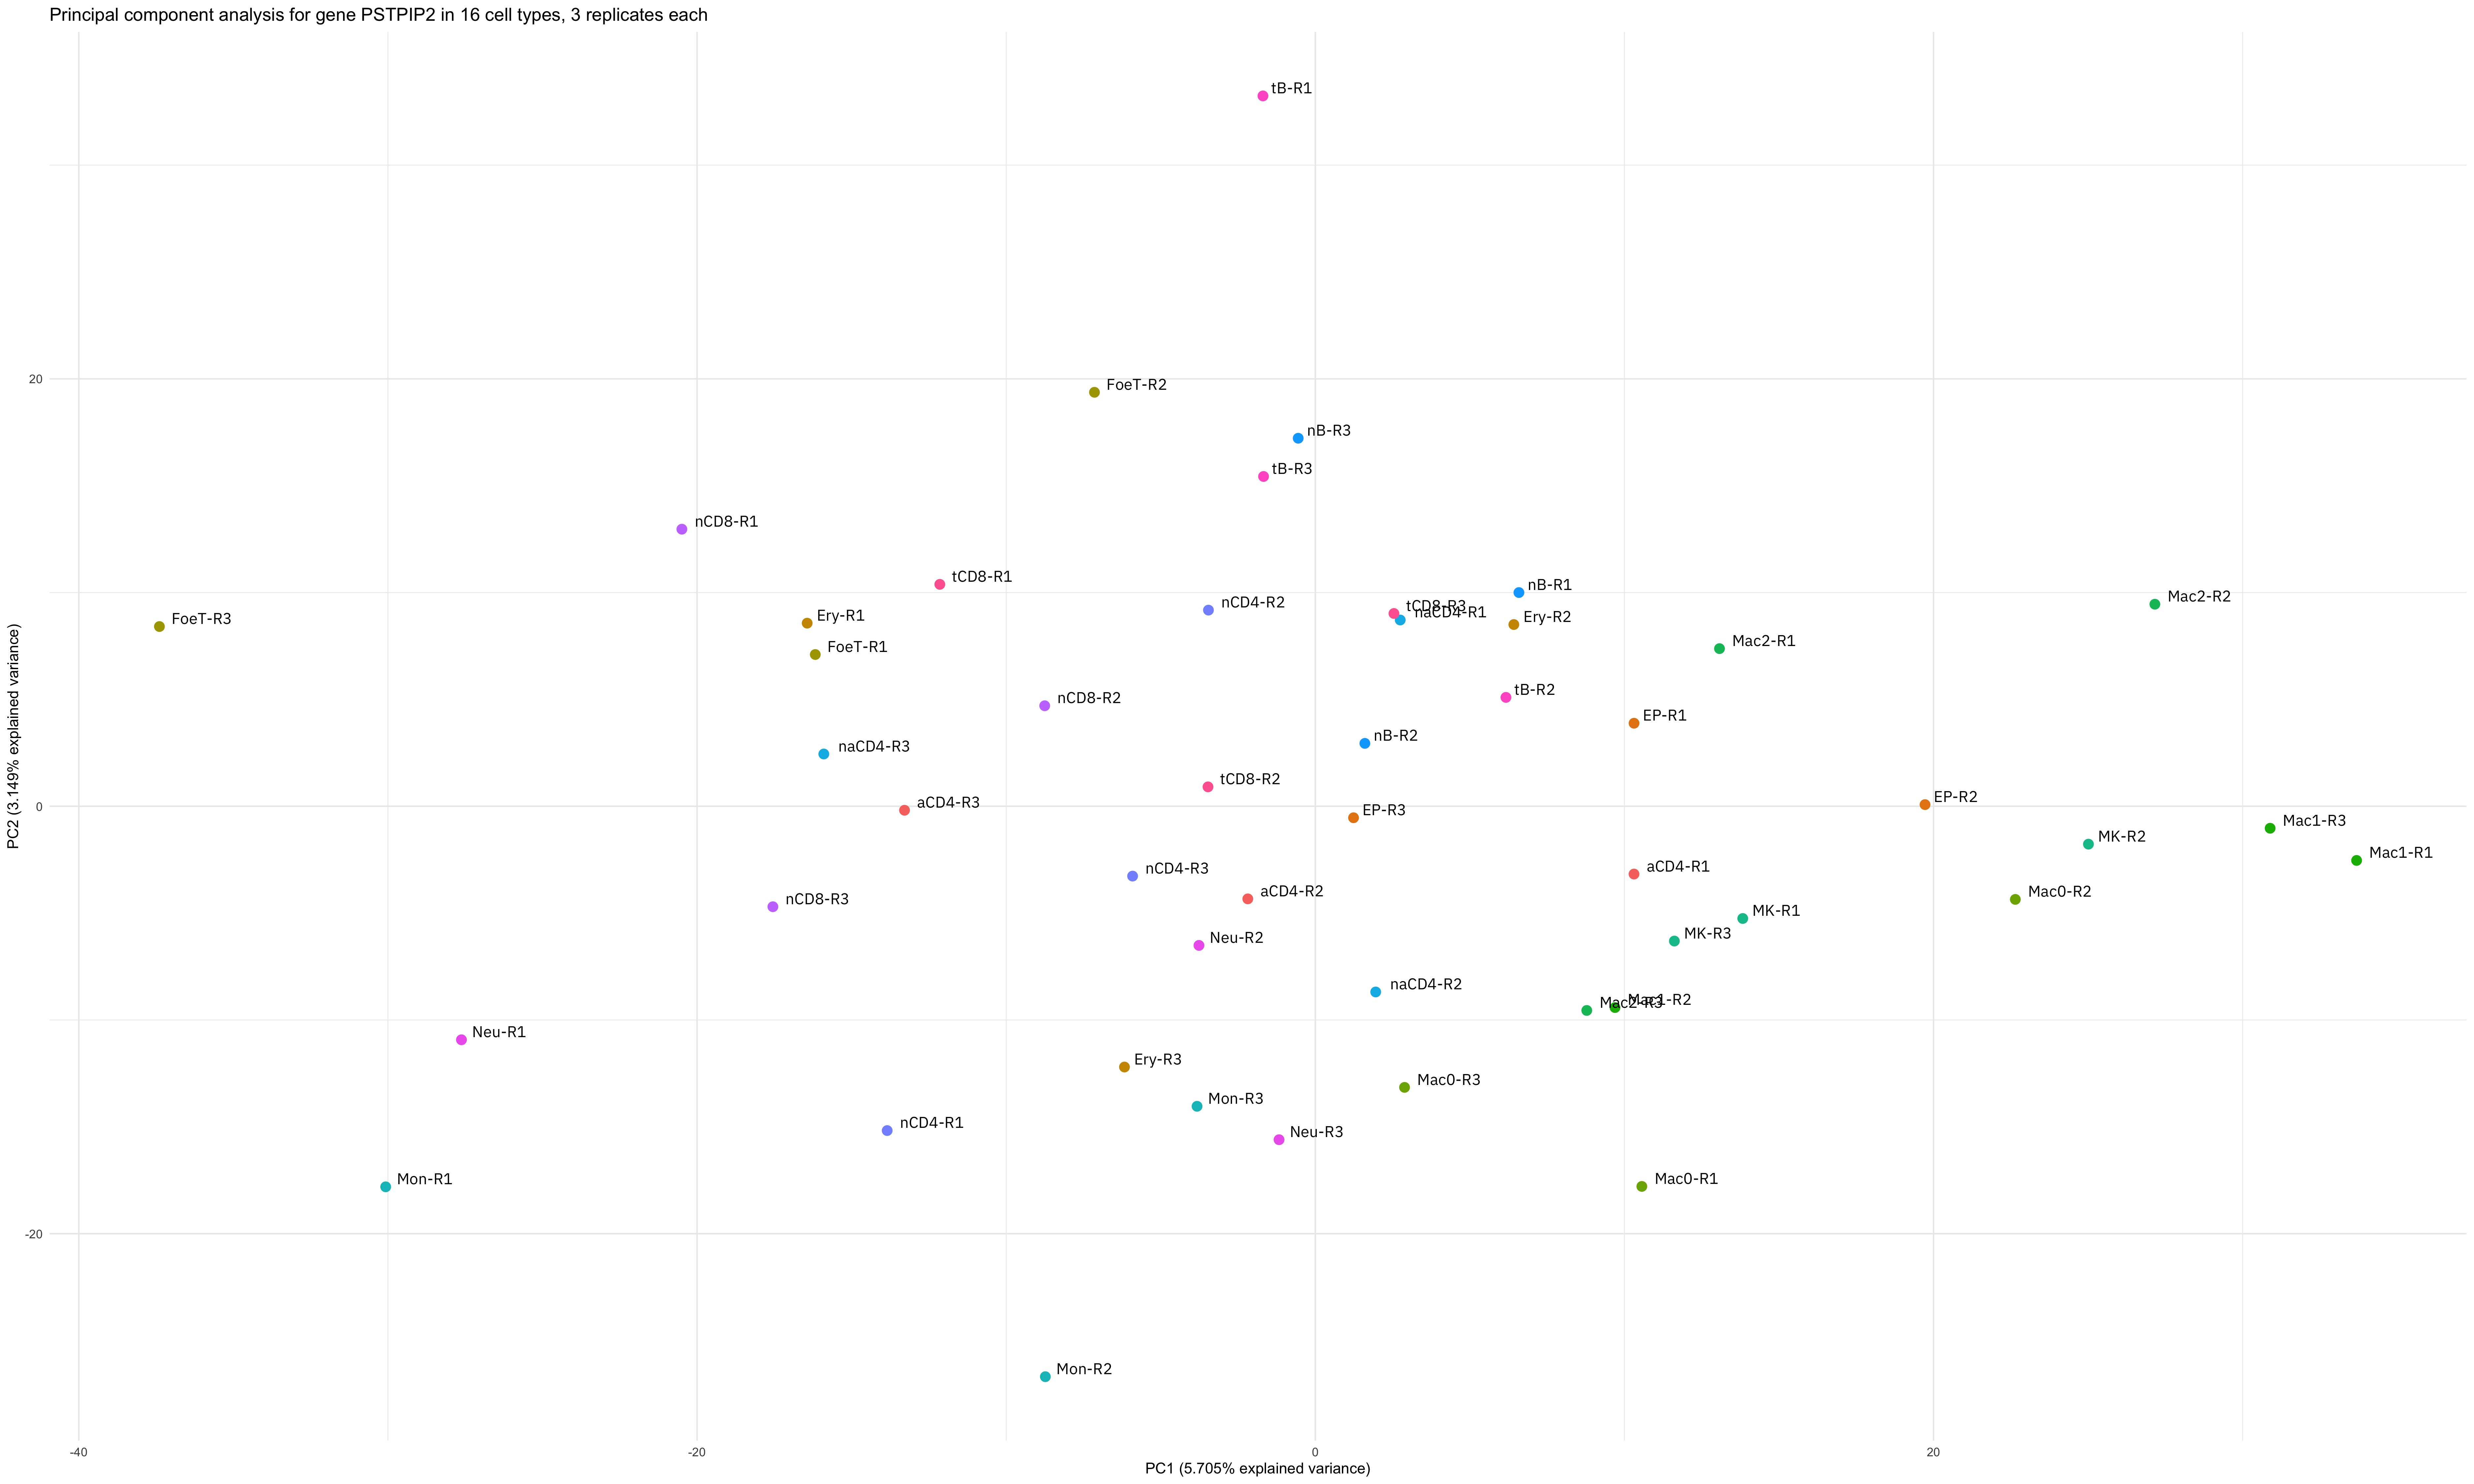 Principal component analysis for gene PSTPIP2 in 16 cell types, 3 replicates each
tB-R1
20
FoeT-R2
nB-R3
tB-R3
nCD8-R1
tCD8-R1
nB-R1
Mac2-R2
nCD4-R2
tCD8-R3
naCD4-R1
Ery-R1
Ery-R2
FoeT-R3
Mac2-R1
FoeT-R1
nCD8-R2
tB-R2
EP-R1
nB-R2
naCD4-R3
tCD8-R2
PC2 (3.149% explained variance)
0
aCD4-R3
EP-R3
EP-R2
Mac1-R3
MK-R2
Mac1-R1
nCD4-R3
aCD4-R1
aCD4-R2
Mac0-R2
nCD8-R3
MK-R1
MK-R3
Neu-R2
naCD4-R2
Mac2-R3
Mac1-R2
Neu-R1
Ery-R3
Mac0-R3
Mon-R3
nCD4-R1
Neu-R3
Mon-R1
Mac0-R1
-20
Mon-R2
-40
-20
0
20
PC1 (5.705% explained variance)